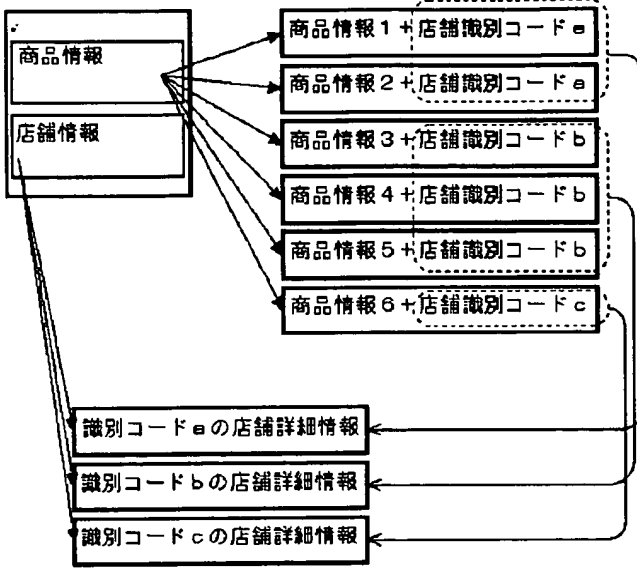 商品情報
店舗情報
商品情報1+店舗識別コードa
商品情報2+店舗識別コードa
商品情報3+店舗識別コードb
商品情報4+店舗識別コードb
商品情報5+店舗識別コードb
商品情報6+店舗識別コードc
識別コードaの店舗詳細情報
識別コードbの店舗詳細情報
識別コードcの店舗詳細情報